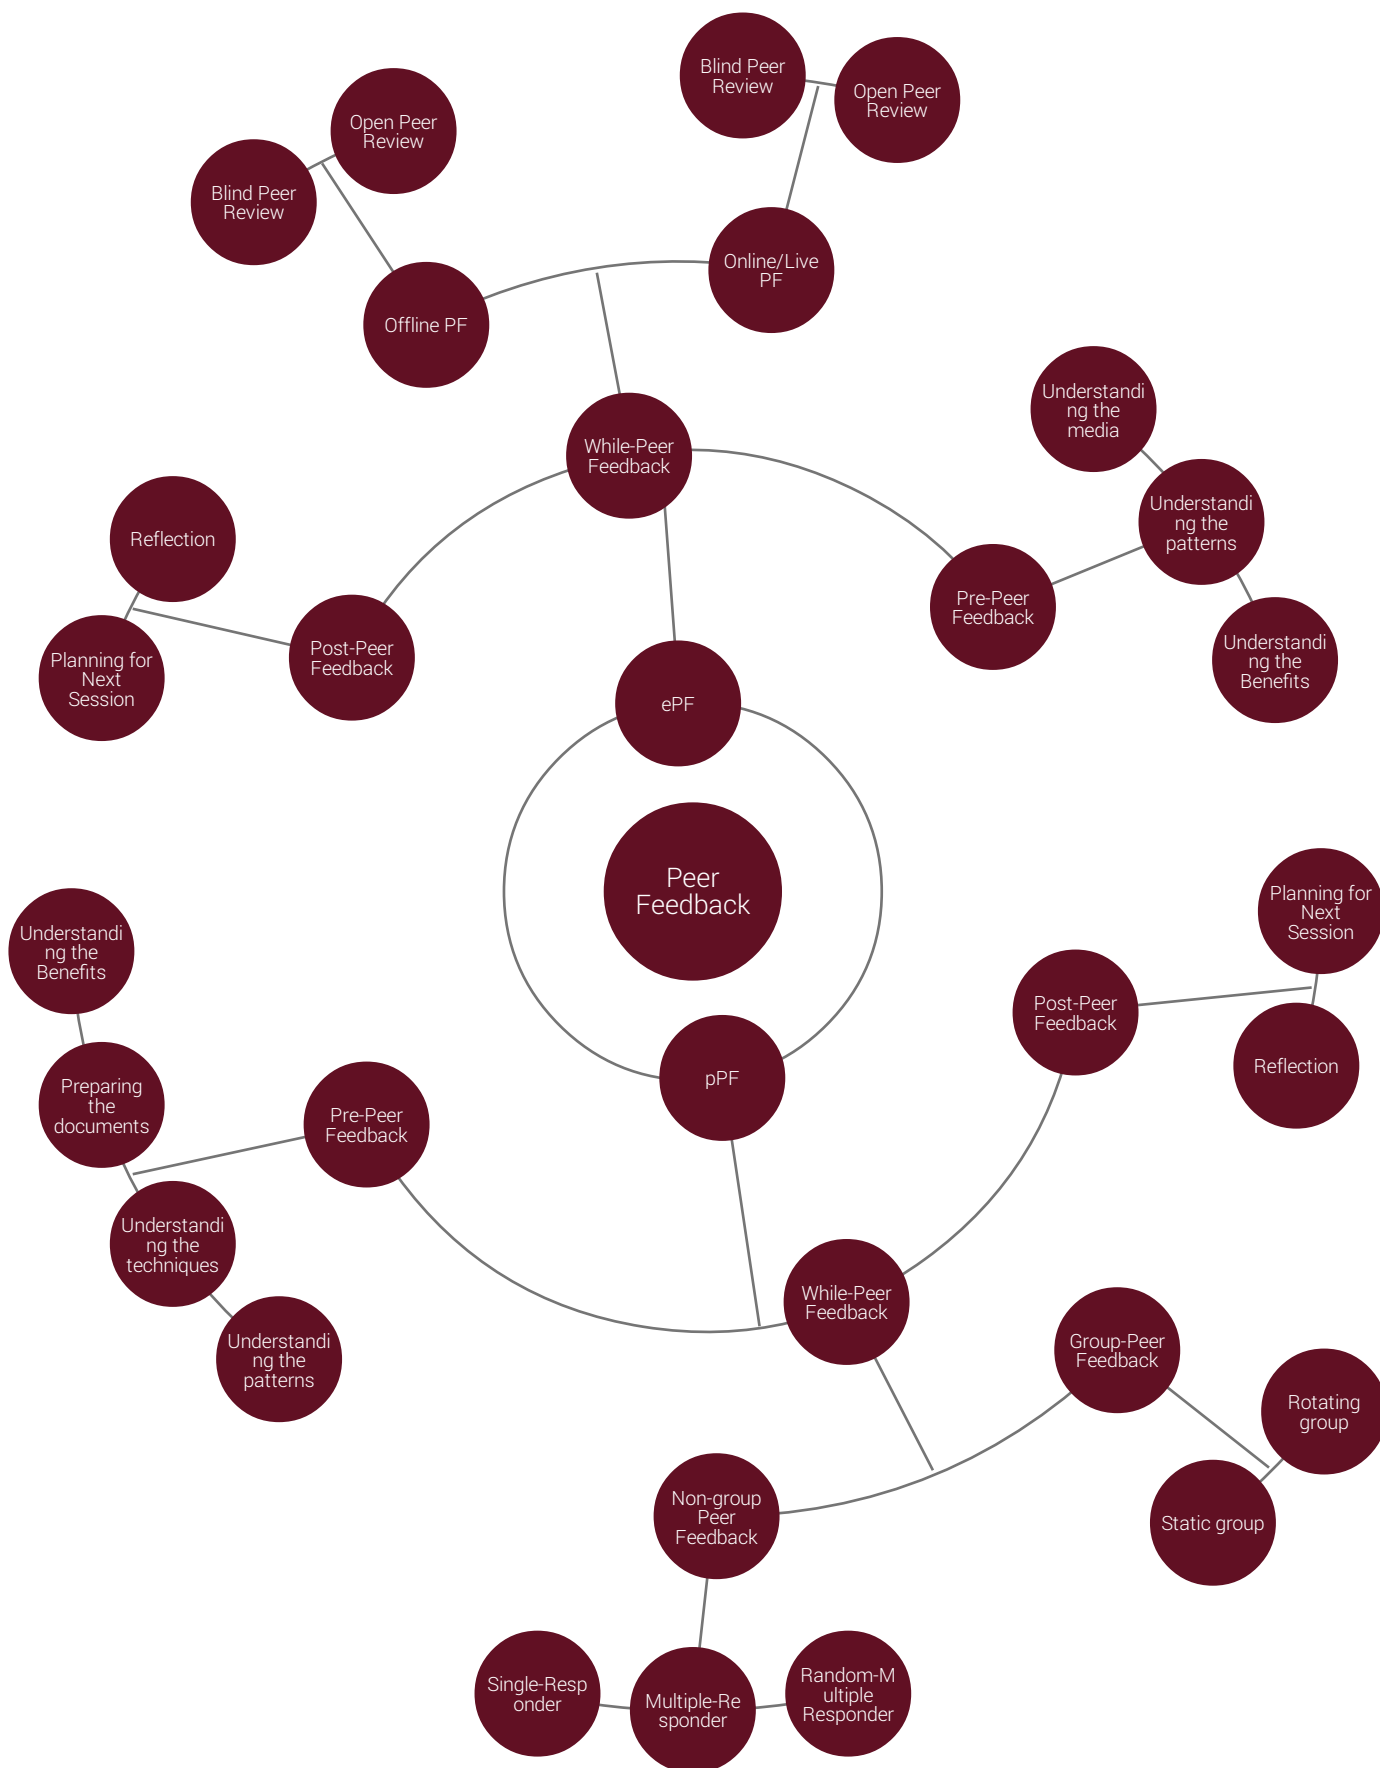 Blind Peer
Review
Open Peer
Review
Open Peer
Review
Blind Peer
Review
Online/Live
PF
Offline PF
While-Peer
Feedback
Understandi
ng the
media
Understandi
ng the
patterns
Reflection
Pre-Peer
Feedback
Planning for
Next
Session
Post-Peer
Feedback
Understandi
ng the
Benefits
ePF
Peer
Feedback
Planning for
Next
Session
Understandi
ng the
Benefits
Post-Peer
Feedback
Reflection
pPF
Preparing
the
documents
Pre-Peer
Feedback
Understandi
ng the
techniques
While-Peer
Feedback
Understandi
ng the
patterns
Group-Peer
Feedback
Rotating
group
Non-group
Peer
Feedback
Static group
Single-Resp
onder
Multiple-Re
sponder
Random-M
ultiple
Responder